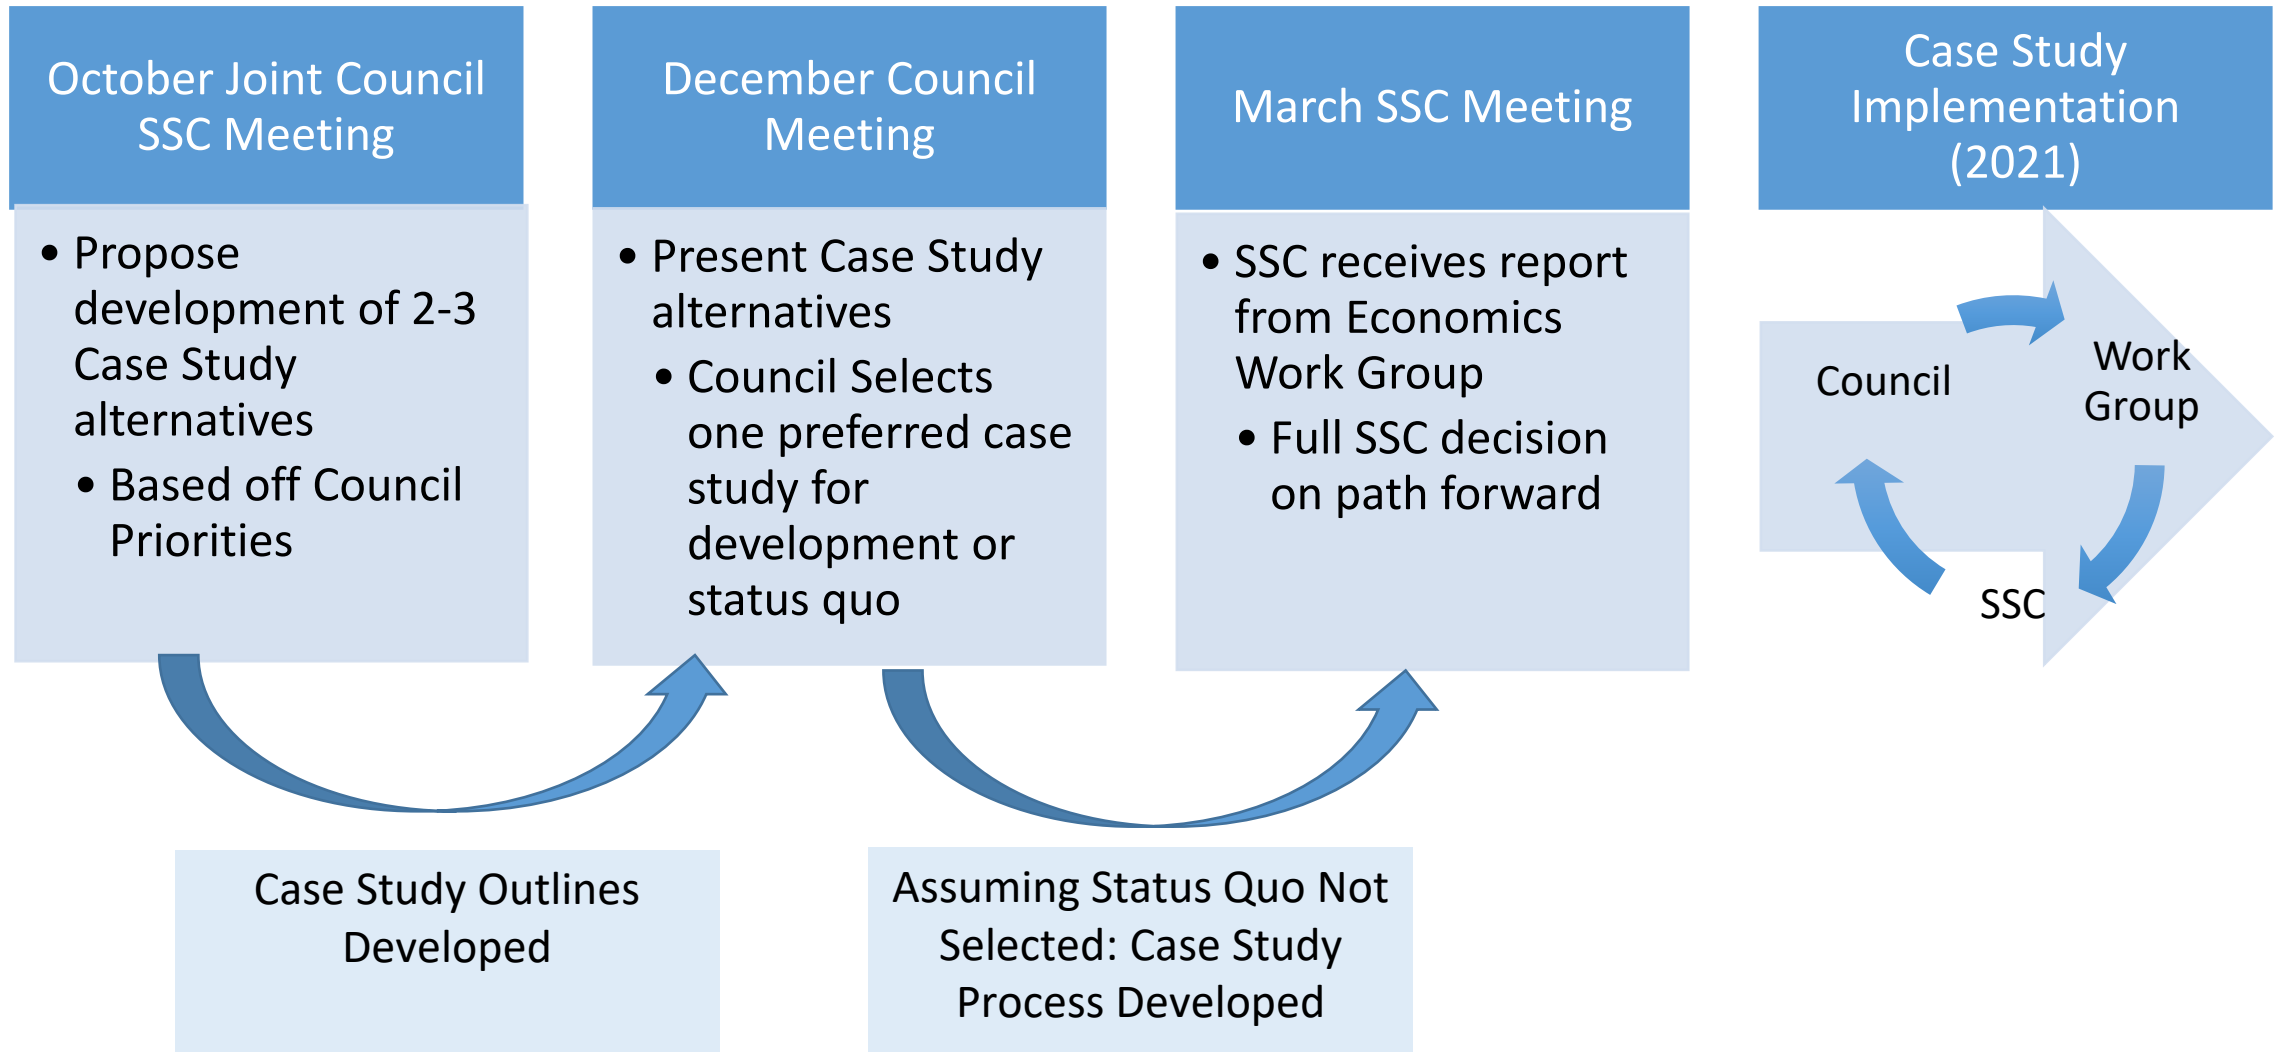 October Joint Council
SSC Meeting
• Propose
development of 2-3
Case Study
alternatives
• Based off Council
Priorities
December Council
Meeting
• Present Case Study
alternatives
• Council Selects
one preferred case
study for
development or
status quo
March SSC Meeting
• SSC receives report
from Economics
Work Group
• Full SSC decision
on path forward
Case Study
Implementation
(2021)
Council
Work
Group
SSC
Case Study Outlines
Developed
Assuming Status Quo Not
Selected: Case Study
Process Developed